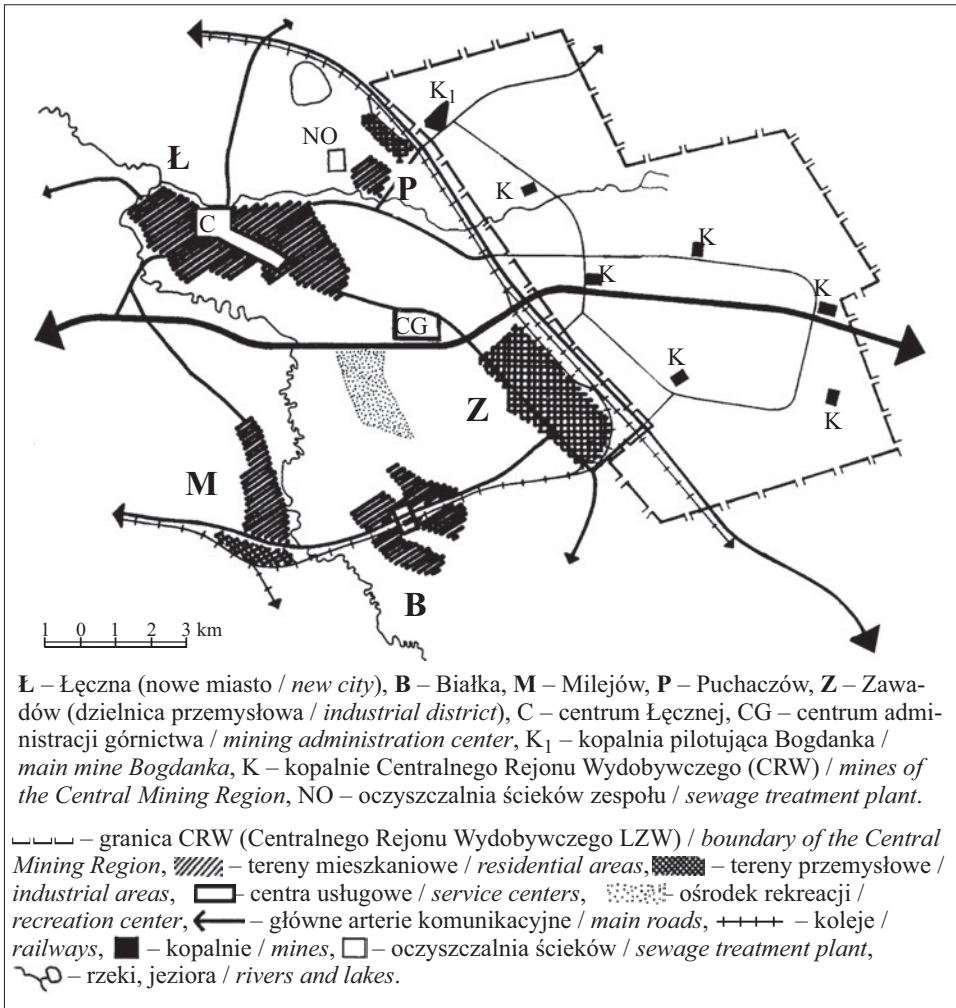 K₁
NO
Ł
P
K
C
K
K
K
CG
K
Z
K
M
B
1 0 1 2 3 km
Ł – Łęczna (nowe miasto / new city), B – Białka, M – Milejów, P – Puchaczów, Z – Zawa-
dów (dzielnica przemysłowa / industrial district), C – centrum Łęcznej, CG – centrum admi-
nistracji górnictwa / mining administration center, K₁ – kopalnia pilotująca Bogdanka /
main mine Bogdanka, K – kopalnie Centralnego Rejonu Wydobywczego (CRW) / mines of
the Central Mining Region, NO – oczyszczalnia ścieków zespołu / sewage treatment plant.
– granica CRW (Centralnego Rejonu Wydobywczego LZW) / boundary of the Central
Mining Region, – tereny mieszkaniowe / residential areas, – tereny przemysłowe /
industrial areas, – centra usługowe / service centers, – ośrodek rekreacji /
recreation center, – główne arterie komunikacyjne / main roads, – koleje /
railways, – kopalnie / mines, – oczyszczalnia ścieków / sewage treatment plant,
– rzeki, jeziora / rivers and lakes.